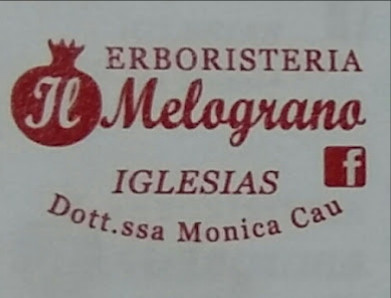 ERBORISTERIA
Il Melograno
IGLESIAS
f
Dott.ssa Monica Cau